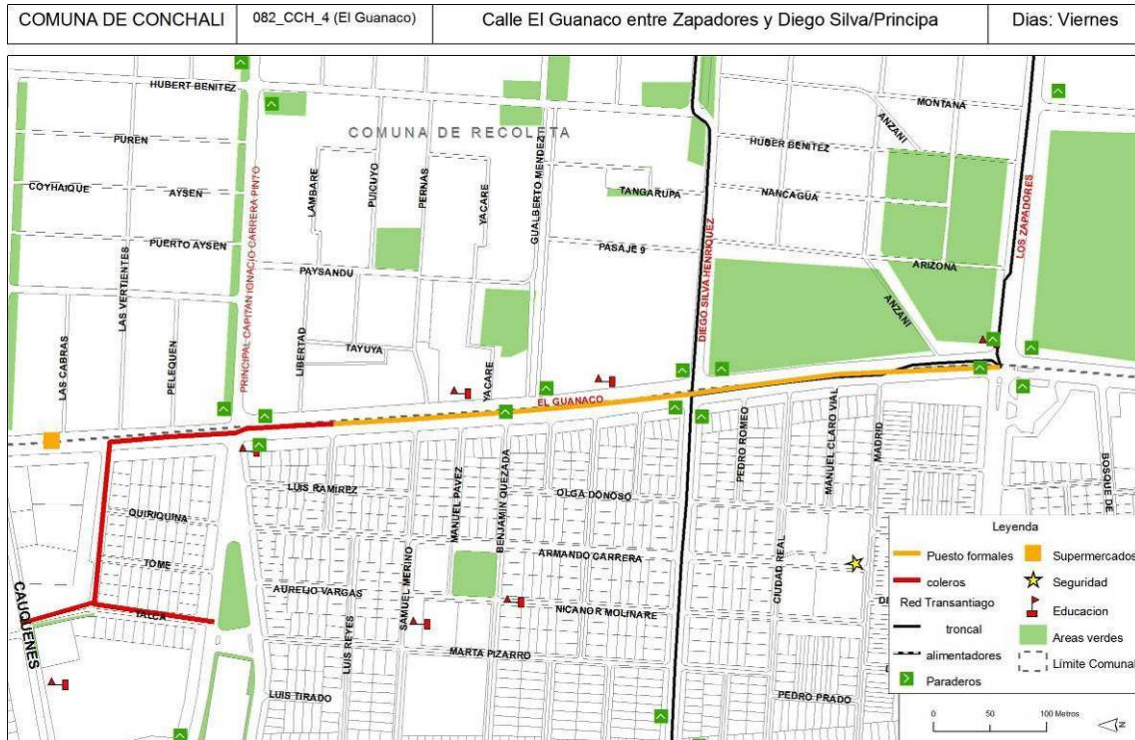 COMUNA DE CONCHALI
082_CCH_4 (El Guanaco)
Calle El Guanaco entre Zapadores y Diego Silva/Principa
Dias: Viernes
HUBERT BENITEZ
MONTANA
COMUNA DE RECOLETA
ANZANI
PUREN
HUBER BENITEZ
COYHAIQUE
AYSEN
LAMBARE
PUICUYO
PERNAS
YACARE
GUALBERTO MENDEZ
TANGARUPA
NANCAGUA
PRINCIPAL CAPITAN IGNACIO CARRERA PINTO
LOS ZAPADORES
PUERTO AYSEN
PASAJE 9
DIEGO SILVA HENRIQUEZ
ARIZONA
PAYSANDU
LAS VERTIENTES
ANZANI
LAS CABRAS
PELEQUEN
LIBERTAD
TAYUYA
YACARE
EL GUANACO
PEDRO ROMEO
MANUEL CLARO VIAL
MADRID
BOSQUE DE
LUIS RAMIREZ
MANUEL PAVEZ
BENJAMIN QUEZADA
OLGA DONOSO
QUIRIQUINA
TOME
ARMANDO CARRERA
CIUDAD REAL
AURELIO VARGAS
SAMUEL MERINO
NICANOR MOLINARE
TALCA
CAUQUENES
LUIS REYES
MARTA PIZARRO
LUIS TIRADO
PEDRO PRADO
Leyenda
Puesto formales
Supermercados
coleros
Seguridad
Red Transantiago
Educacion
troncal
Areas verdes
alimentadores
Límite Comunal
Paraderos
0 50 100 Metros
N